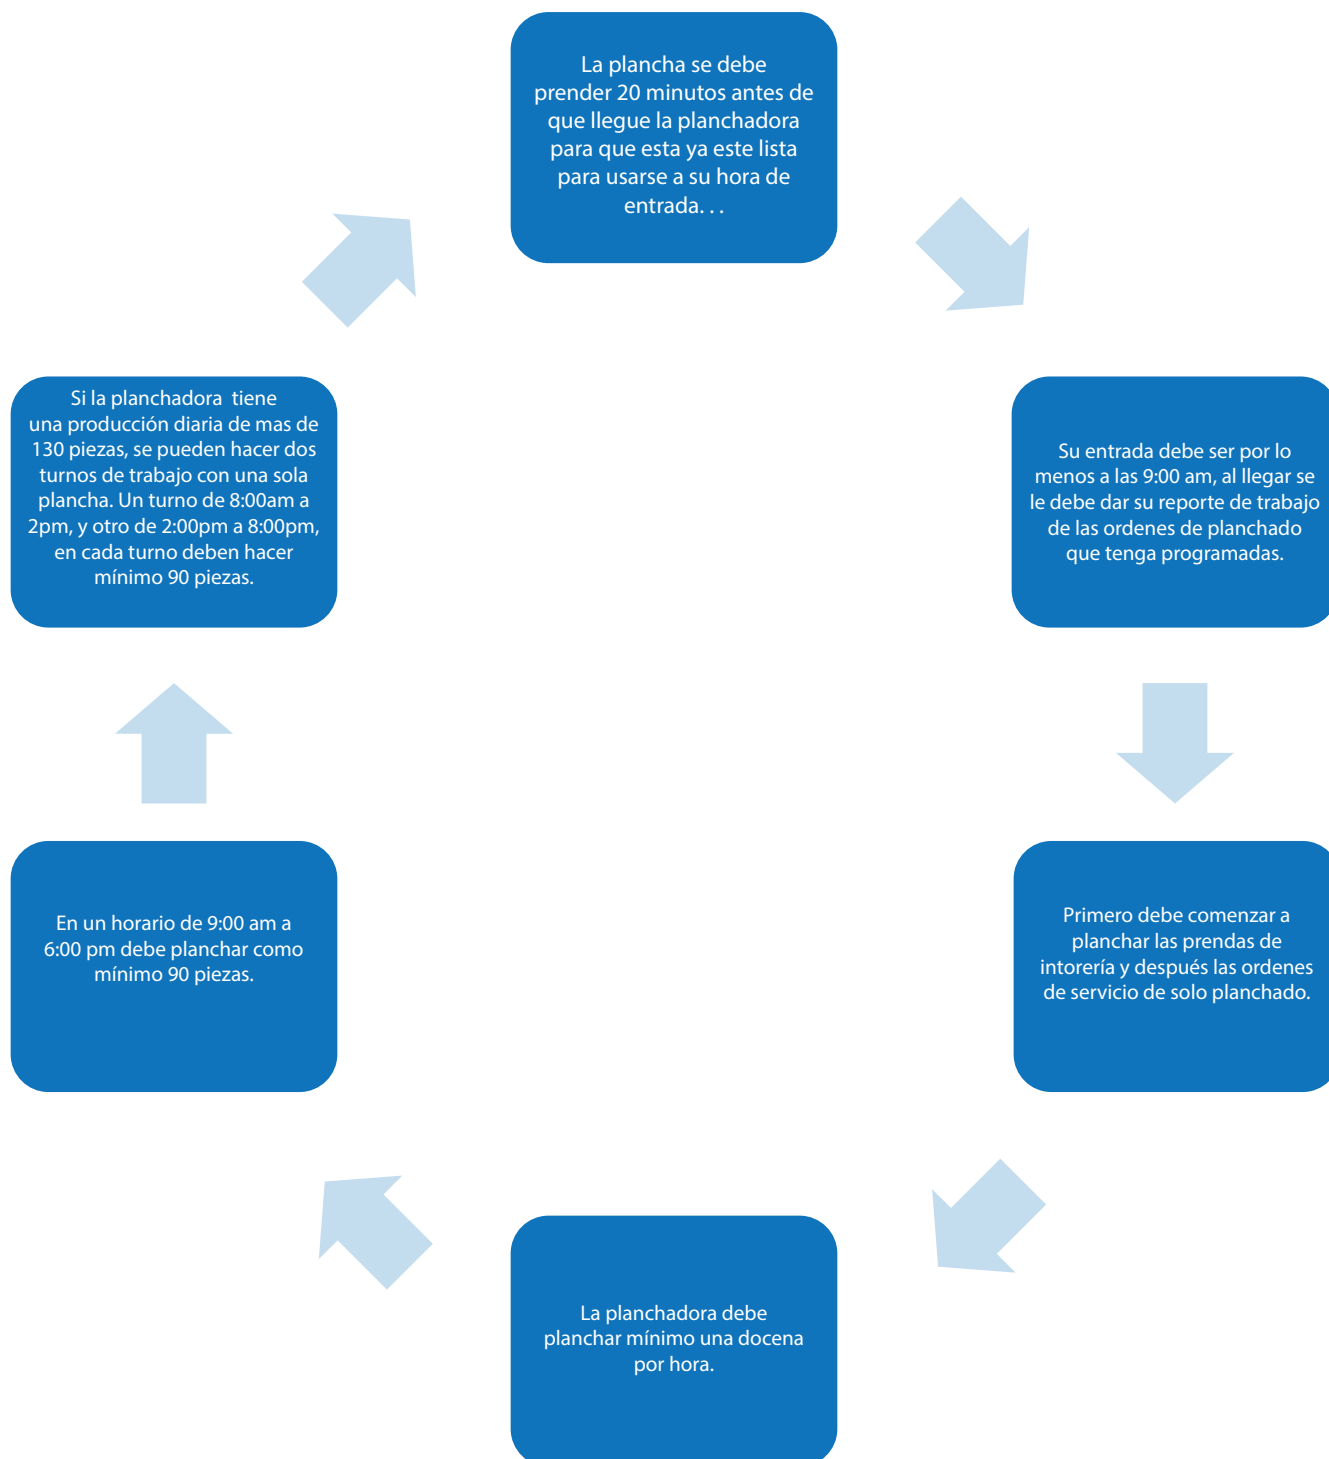 La plancha se debe
prender 20 minutos antes de
que llegue la planchadora
para que esta ya este lista
para usarse a su hora de
entrada. . .
Su entrada debe ser por lo
menos a las 9:00 am, al llegar se
le debe dar su reporte de trabajo
de las ordenes de planchado
que tenga programadas.
Primero debe comenzar a
planchar las prendas de
intorería y después las ordenes
de servicio de solo planchado.
La planchadora debe
planchar mínimo una docena
por hora.
En un horario de 9:00 am a
6:00 pm debe planchar como
mínimo 90 piezas.
Si la planchadora tiene
una producción diaria de mas de
130 piezas, se pueden hacer dos
turnos de trabajo con una sola
plancha. Un turno de 8:00am a
2pm, y otro de 2:00pm a 8:00pm,
en cada turno deben hacer
mínimo 90 piezas.